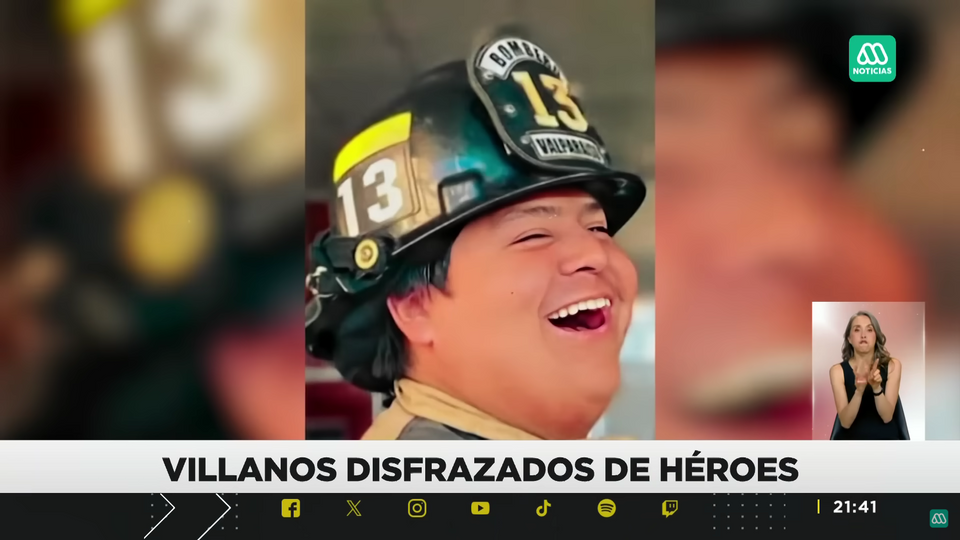 NOTICIAS
BOMBEROS
13
VALPARAÍSO
13
VILLANOS DISFRAZADOS DE HÉROES
21:41